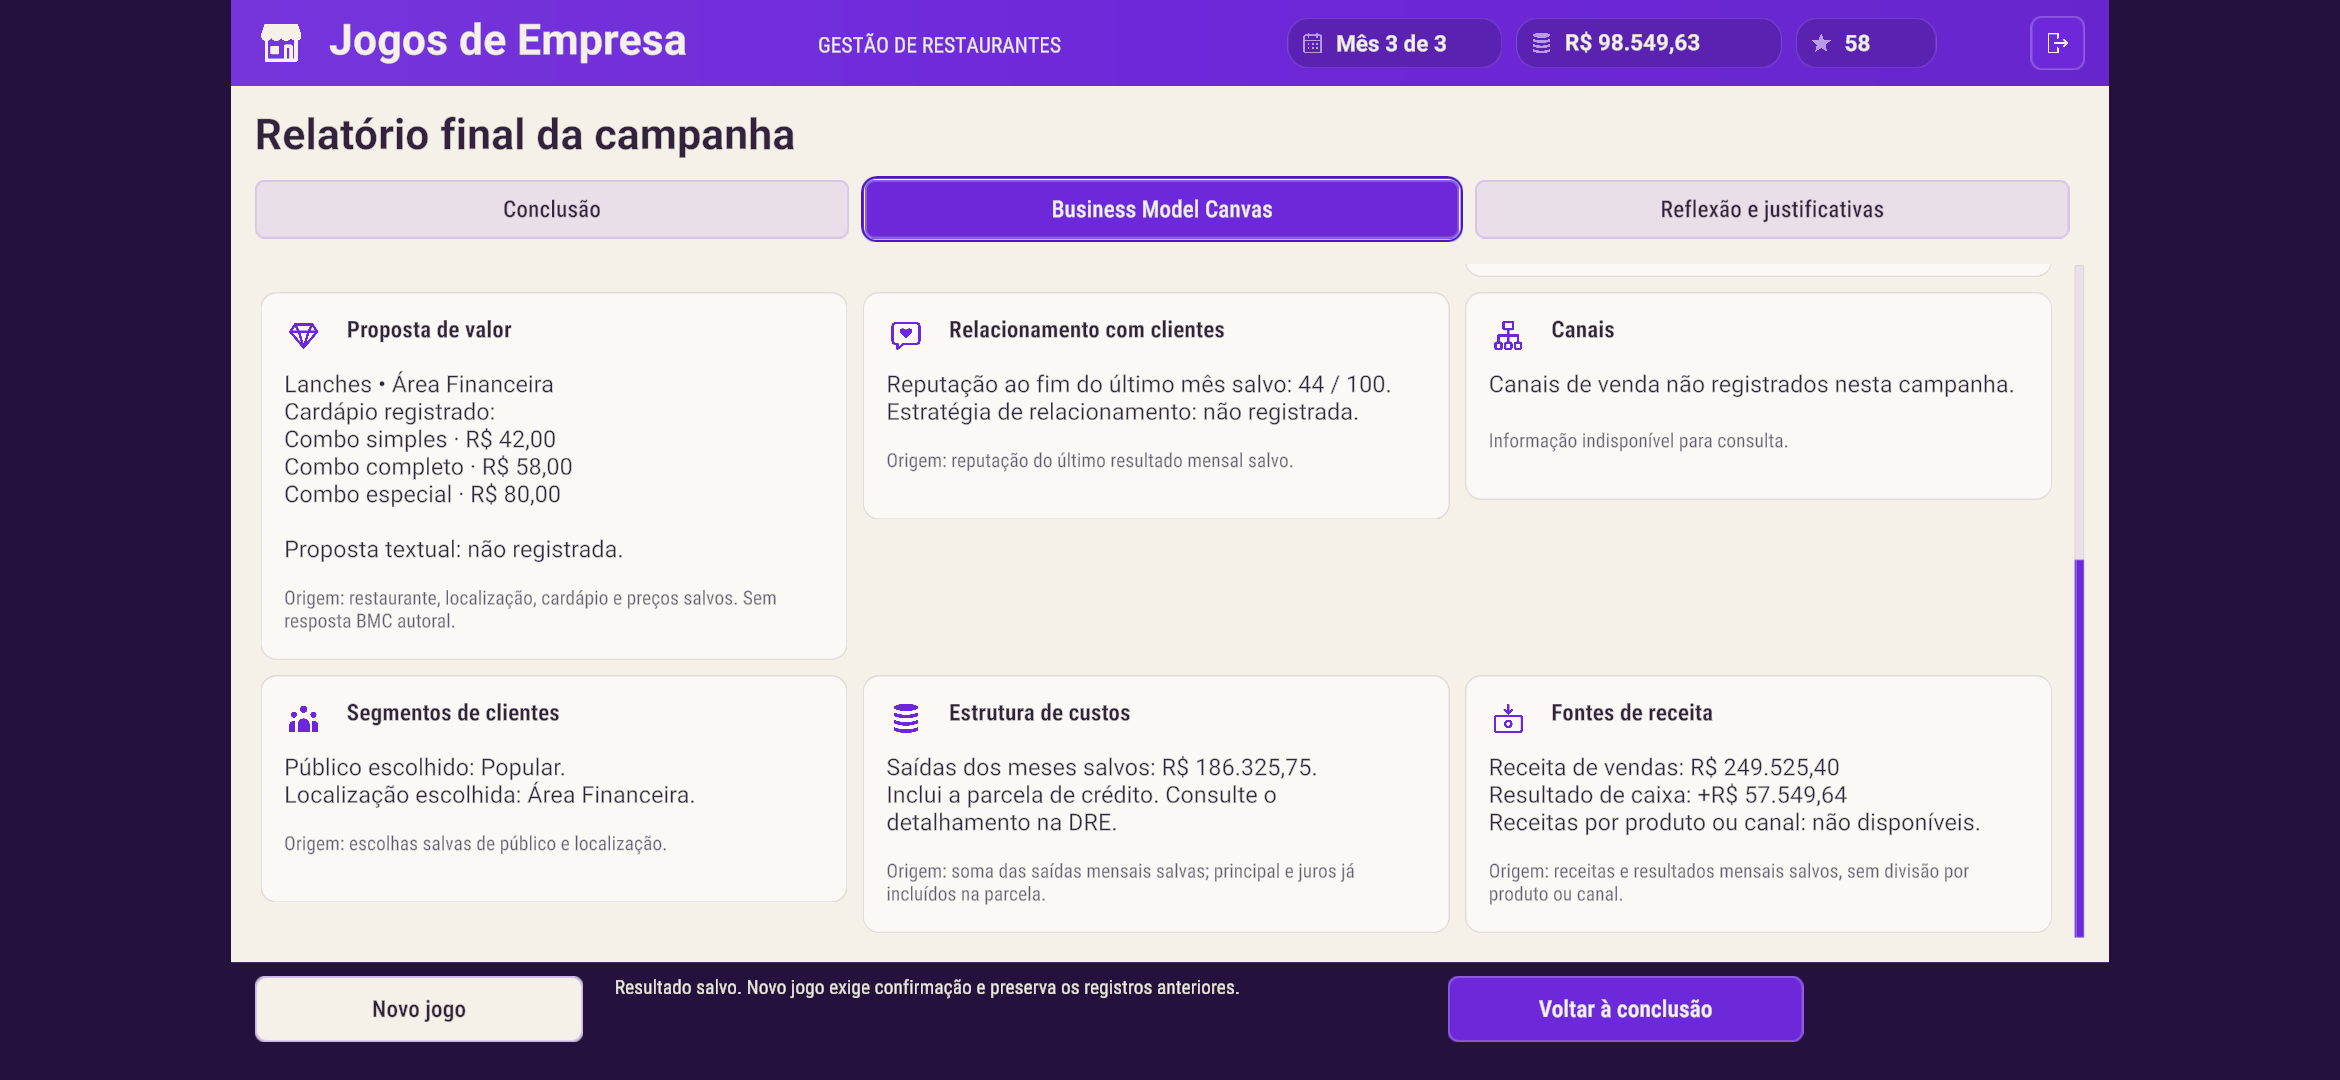 Jogos de Empresa
GESTÃO DE RESTAURANTES
Mês 3 de 3
R$ 98.549,63
58
Relatório final da campanha
Conclusão
Business Model Canvas
Reflexão e justificativas
Proposta de valor
Lanches • Área Financeira
Cardápio registrado:
Combo simples · R$ 42,00
Combo completo · R$ 58,00
Combo especial · R$ 80,00
Proposta textual: não registrada.
Origem: restaurante, localização, cardápio e preços salvos. Sem
resposta BMC autoral.
Relacionamento com clientes
Reputação ao fim do último mês salvo: 44 / 100.
Estratégia de relacionamento: não registrada.
Origem: reputação do último resultado mensal salvo.
Canais
Canais de venda não registrados nesta campanha.
Informação indisponível para consulta.
Segmentos de clientes
Público escolhido: Popular.
Localização escolhida: Área Financeira.
Origem: escolhas salvas de público e localização.
Estrutura de custos
Saídas dos meses salvos: R$ 186.325,75.
Inclui a parcela de crédito. Consulte o
detalhamento na DRE.
Origem: soma das saídas mensais salvas; principal e juros já
incluídos na parcela.
Fontes de receita
Receita de vendas: R$ 249.525,40
Resultado de caixa: +R$ 57.549,64
Receitas por produto ou canal: não disponíveis.
Origem: receitas e resultados mensais salvos, sem divisão por
produto ou canal.
Novo jogo
Resultado salvo. Novo jogo exige confirmação e preserva os registros anteriores.
Voltar à conclusão